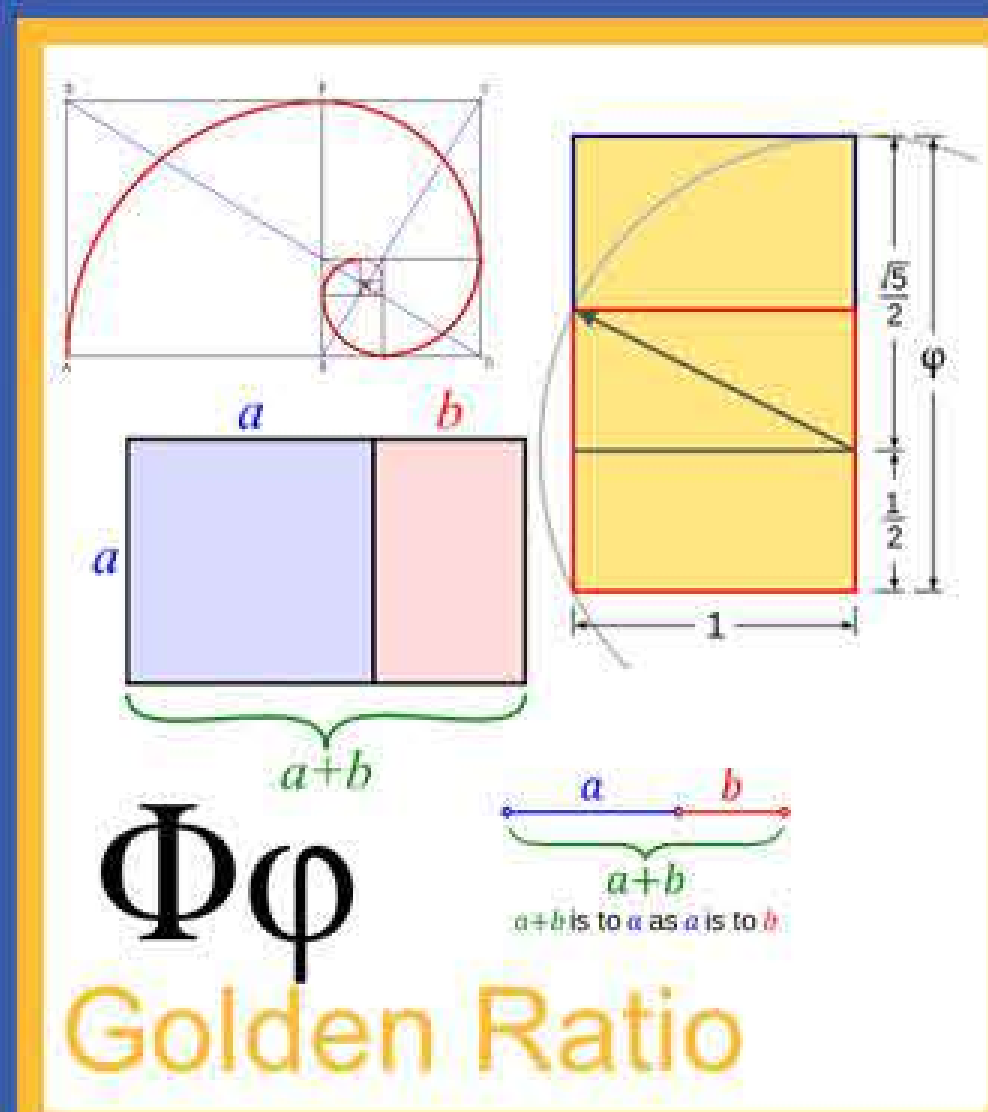 F
A
a b
a
a+b
√5/2
φ
1/2
1
a b
a+b
a+b is to a as a is to b
Φφ
Golden Ratio